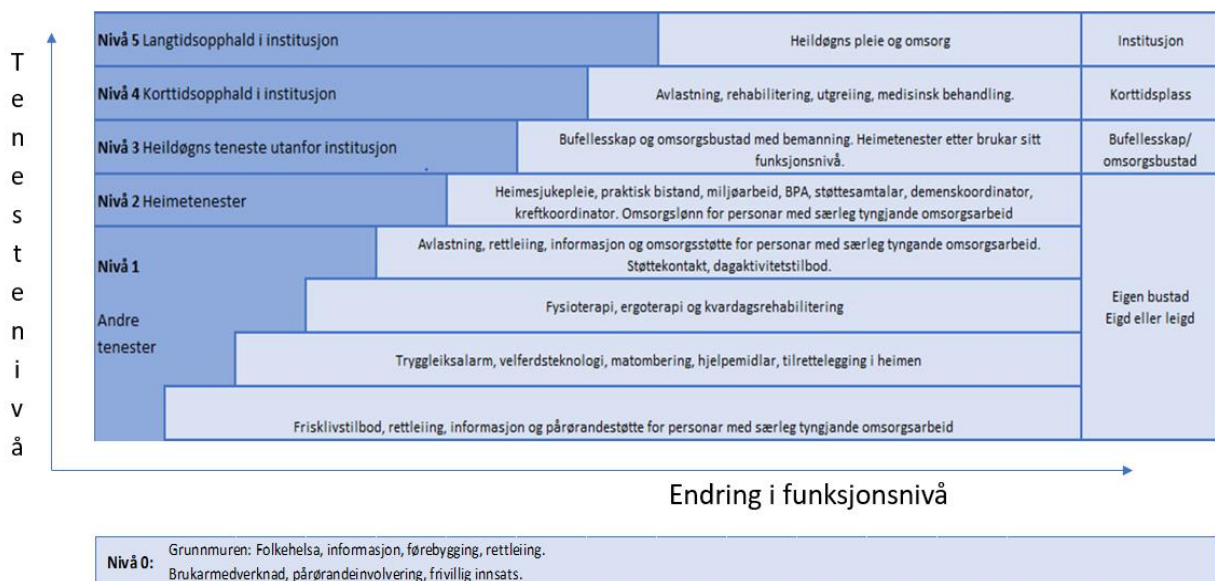 Tenestenivå
Nivå 5 Langtidsopphald i institusjon
Heildøgns pleie og omsorg
Institusjon
Nivå 4 Korttidsopphald i institusjon
Avlastning, rehabilitering, utgreiing, medisinsk behandling.
Korttidsplass
Nivå 3 Heildøgns teneste utanfor institusjon
Bufellesskap og omsorgsbustad med bemanning. Heimetenester etter brukar sitt
funksjonsnivå.
Bufellesskap/
omsorgsbustad
Nivå 2 Heimetenester
Heimesjukepleie, praktisk bistand, miljøarbeid, BPA, støttesamtalar, demenskoordinator,
kreftkoordinator. Omsorgslønn for personar med særleg tyngjande omsorgsarbeid
Nivå 1
Andre
tenester
Avlastning, rettleiing, informasjon og omsorgsstøtte for personar med særleg tyngande omsorgsarbeid.
Støttekontakt, dagaktivitetstilbod.
Fysioterapi, ergoterapi og kvardagsrehabilitering
Tryggleiksalarm, velferdsteknologi, matombering, hjelpemidlar, tilrettelegging i heimen
Frisklivstilbod, rettleiing, informasjon og pårørandestøtte for personar med særleg tyngjande omsorgsarbeid
Eigen bustad
Eigd eller leigd
Endring i funksjonsnivå
Nivå 0:
Grunnmuren: Folkehelsa, informasjon, førebygging, rettleiing.
Brukarmedverknad, pårørandeinvolvering, frivillig innsats.